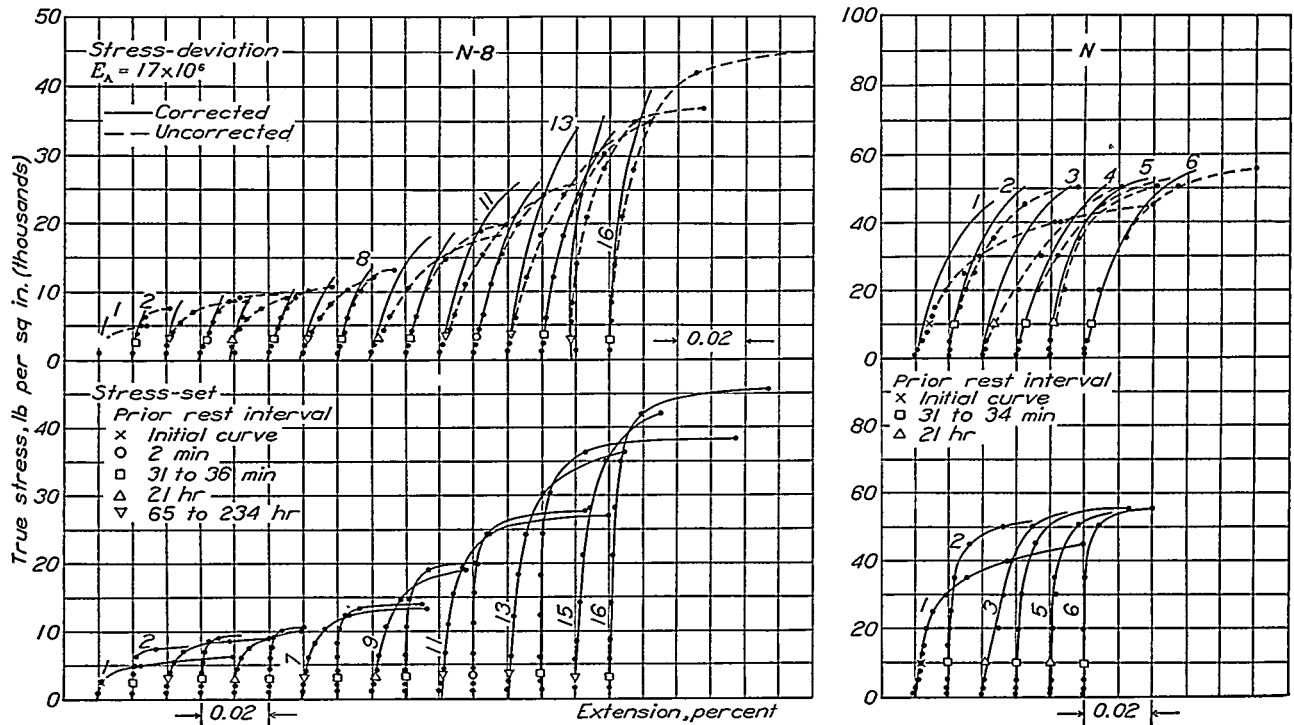 True stress, lb per sq in. (thousands)
50
40
30
20
10
0
40
30
20
10
0
Stress-deviation
E_A = 17×10⁶
Corrected
Uncorrected
N-8
1
2
8
11
13
16
0.02
Stress-set
Prior rest interval
× Initial curve
○ 2 min
□ 31 to 36 min
△ 21 hr
▽ 65 to 234 hr
1
2
7
9
11
13
15
16
0.02
Extension, percent
100
80
60
40
20
0
80
60
40
20
0
N
1
2
3
4
5
6
Prior rest interval
× Initial curve
□ 31 to 34 min
△ 21 hr
1
2
3
5
6
0.02